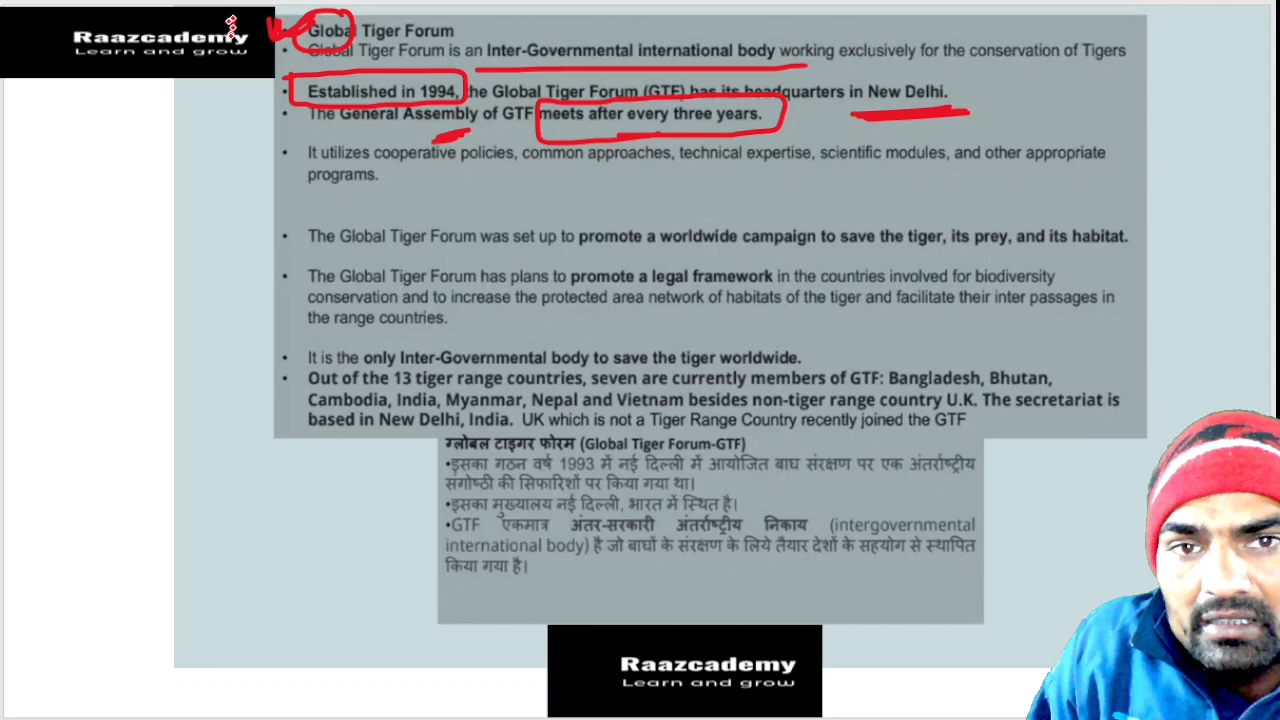 Raazcademy
Learn and grow
• Global Tiger Forum
• Global Tiger Forum is an Inter-Governmental international body working exclusively for the conservation of Tigers
• Established in 1994, the Global Tiger Forum (GTF) has its headquarters in New Delhi.
• The General Assembly of GTF meets after every three years.
• It utilizes cooperative policies, common approaches, technical expertise, scientific modules, and other appropriate
programs.
• The Global Tiger Forum was set up to promote a worldwide campaign to save the tiger, its prey, and its habitat.
• The Global Tiger Forum has plans to promote a legal framework in the countries involved for biodiversity
conservation and to increase the protected area network of habitats of the tiger and facilitate their inter passages in
the range countries.
• It is the only Inter-Governmental body to save the tiger worldwide.
• Out of the 13 tiger range countries, seven are currently members of GTF: Bangladesh, Bhutan,
Cambodia, India, Myanmar, Nepal and Vietnam besides non-tiger range country U.K. The secretariat is
based in New Delhi, India. UK which is not a Tiger Range Country recently joined the GTF
ग्लोबल टाइगर फोरम (Global Tiger Forum-GTF)
•इसका गठन वर्ष 1993 में नई दिल्ली में आयोजित बाघ संरक्षण पर एक अंतर्राष्ट्रीय
संगोष्ठी की सिफारिशों पर किया गया था।
•इसका मुख्यालय नई दिल्ली, भारत में स्थित है।
•GTF एकमात्र अंतर-सरकारी अंतर्राष्ट्रीय निकाय (intergovernmental
international body) है जो बाघों के संरक्षण के लिये तैयार देशों के सहयोग से स्थापित
किया गया है।
Raazcademy
Learn and grow